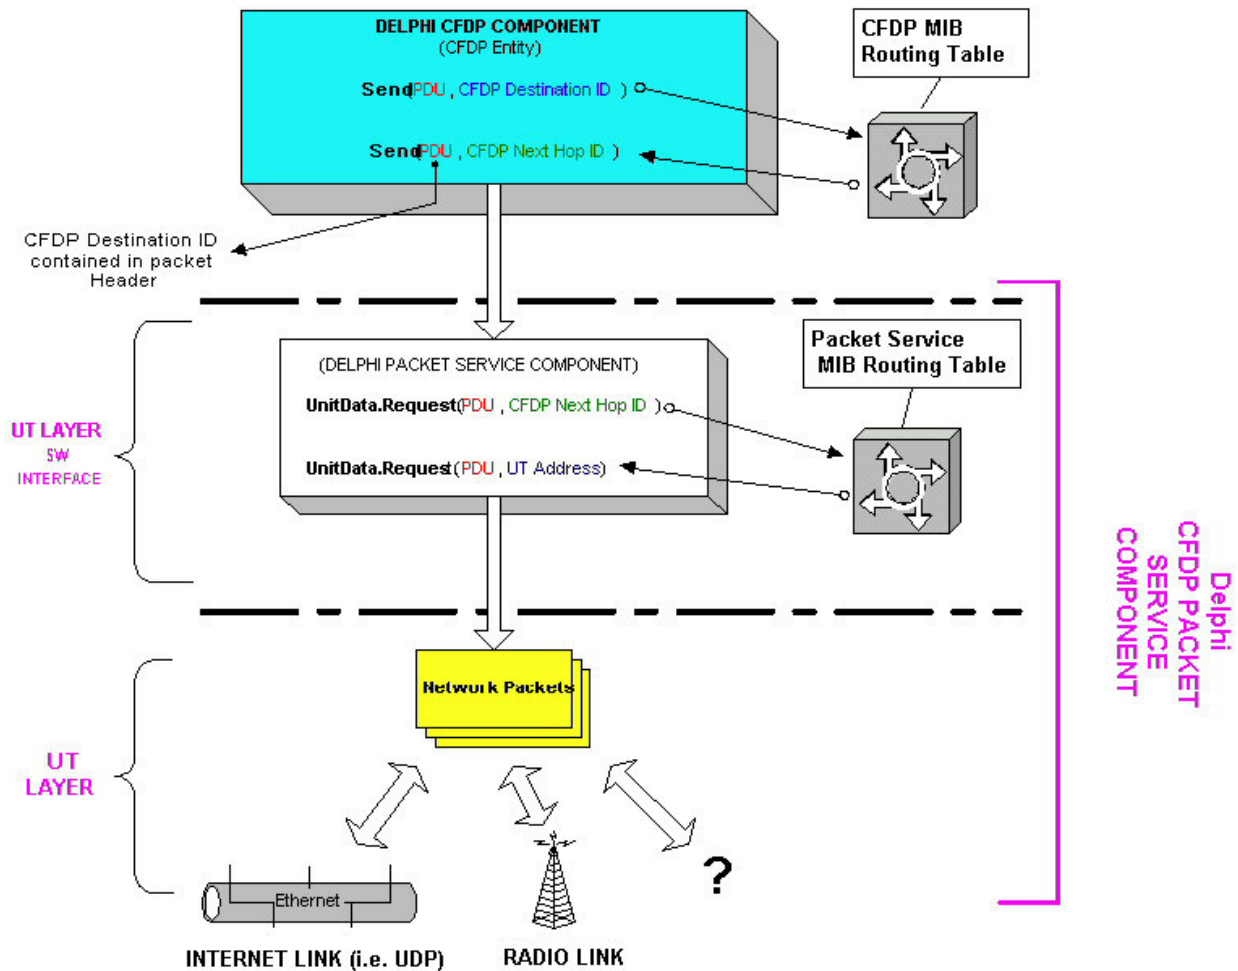 DELPHI CFDP COMPONENT
(CFDP Entity)
Send(PDU , CFDP Destination ID )
Send(PDU , CFDP Next Hop ID )
CFDP MIB
Routing Table
CFDP Destination ID
contained in packet
Header
(DELPHI PACKET SERVICE COMPONENT)
UnitData.Request(PDU , CFDP Next Hop ID )
UnitData.Request(PDU , UT Address)
Packet Service
MIB Routing Table
UT LAYER
SW
INTERFACE
Delphi
CFDP PACKET
SERVICE
COMPONENT
Network Packets
UT
LAYER
Ethernet
?
INTERNET LINK (i.e. UDP)
RADIO LINK